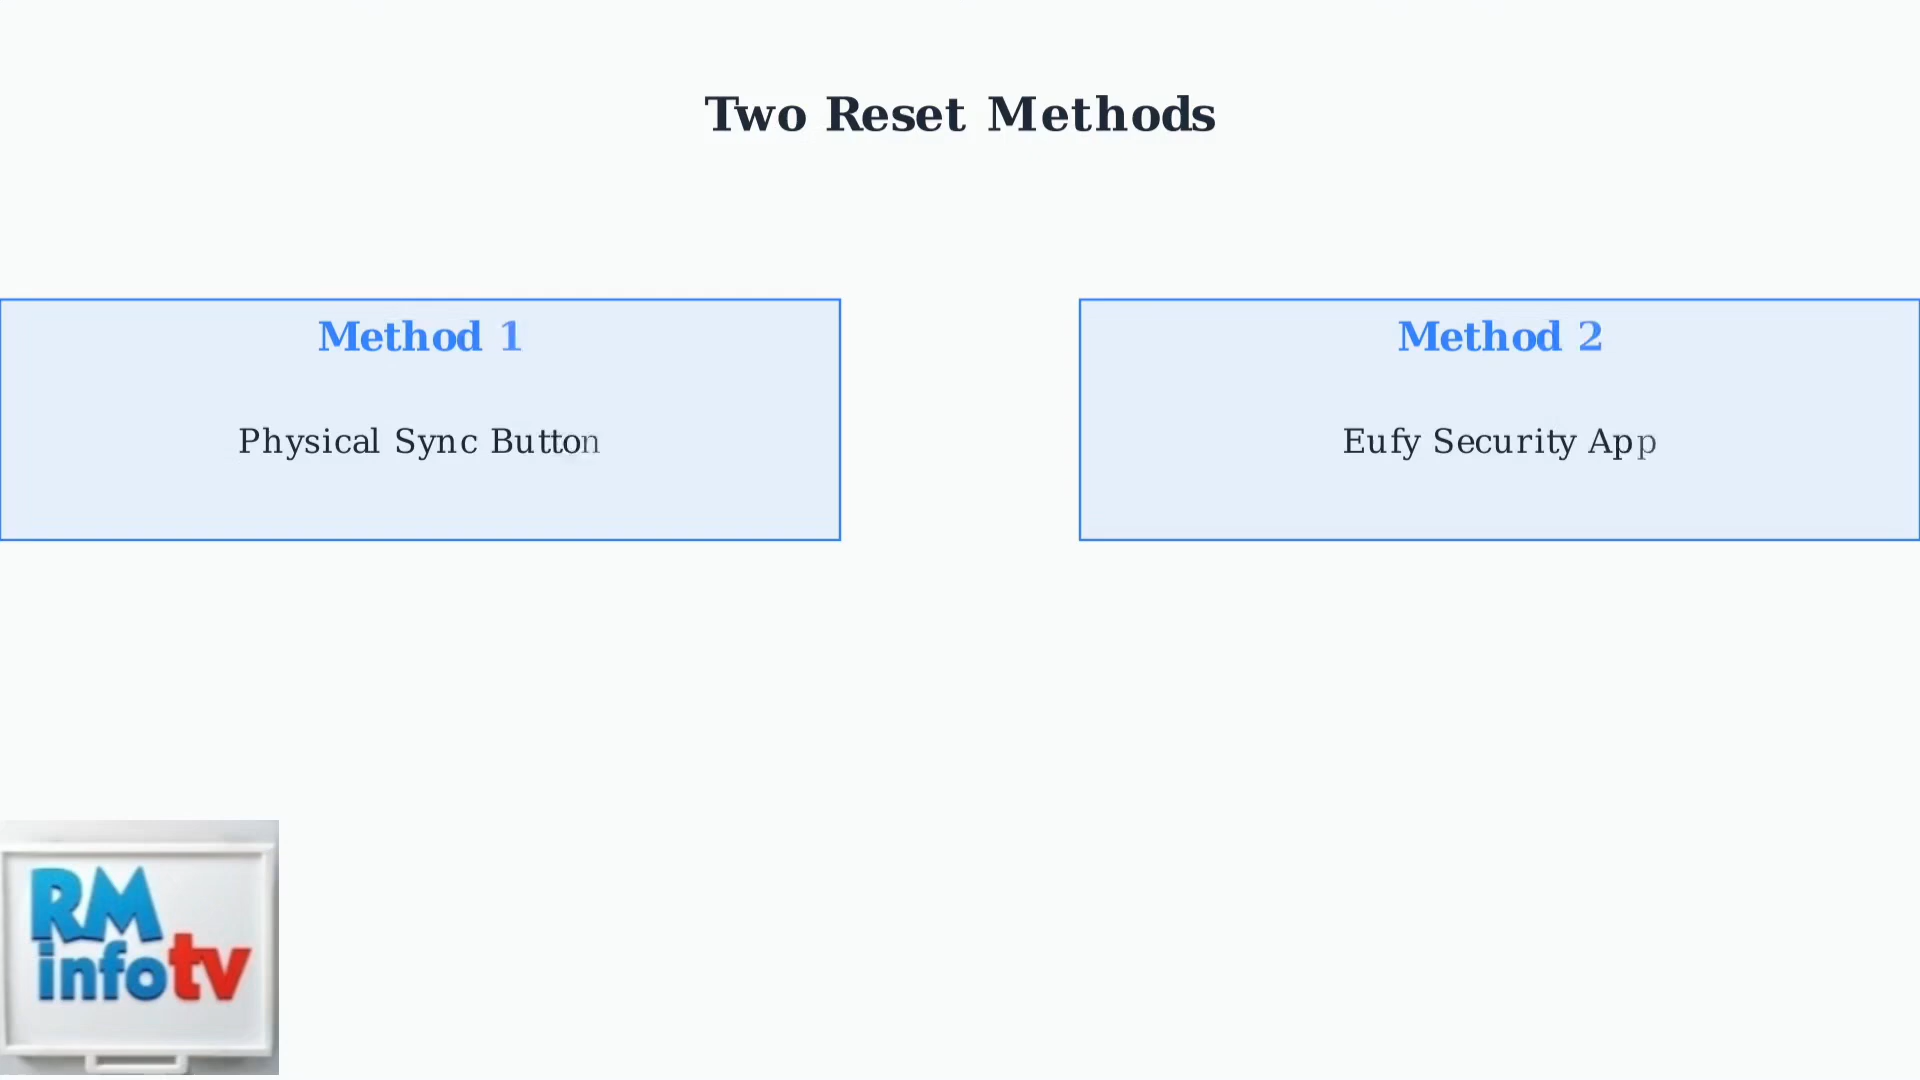 Two Reset Methods
Method 1
Physical Sync Button
Method 2
Eufy Security App
RM
infotv